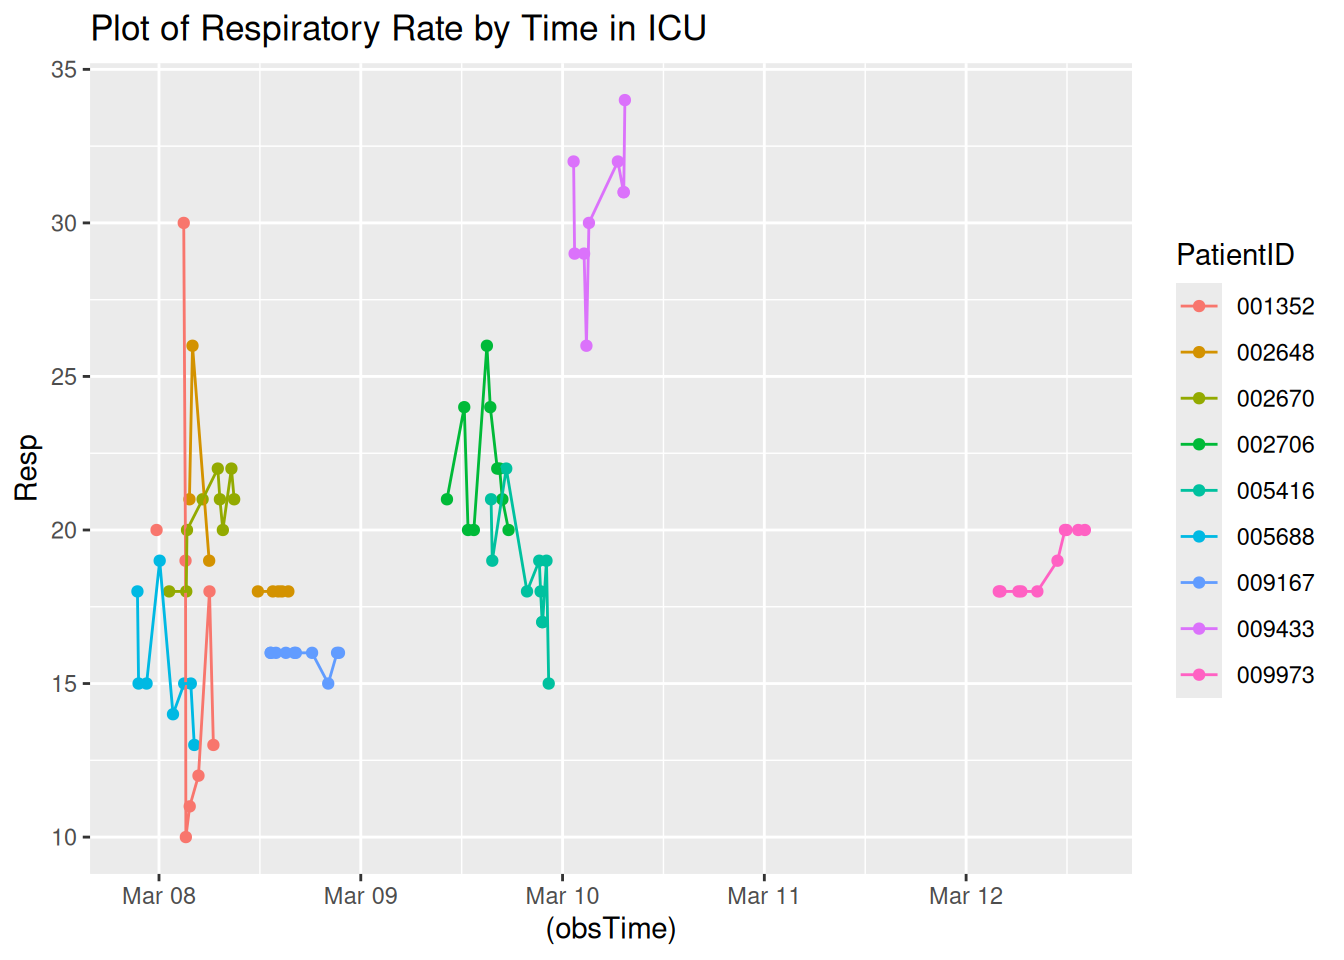 Plot of Respiratory Rate by Time in ICU
35
30
25
20
15
10
Resp
Mar 08
Mar 09
Mar 10
Mar 11
Mar 12
(obsTime)
PatientID
001352
002648
002670
002706
005416
005688
009167
009433
009973